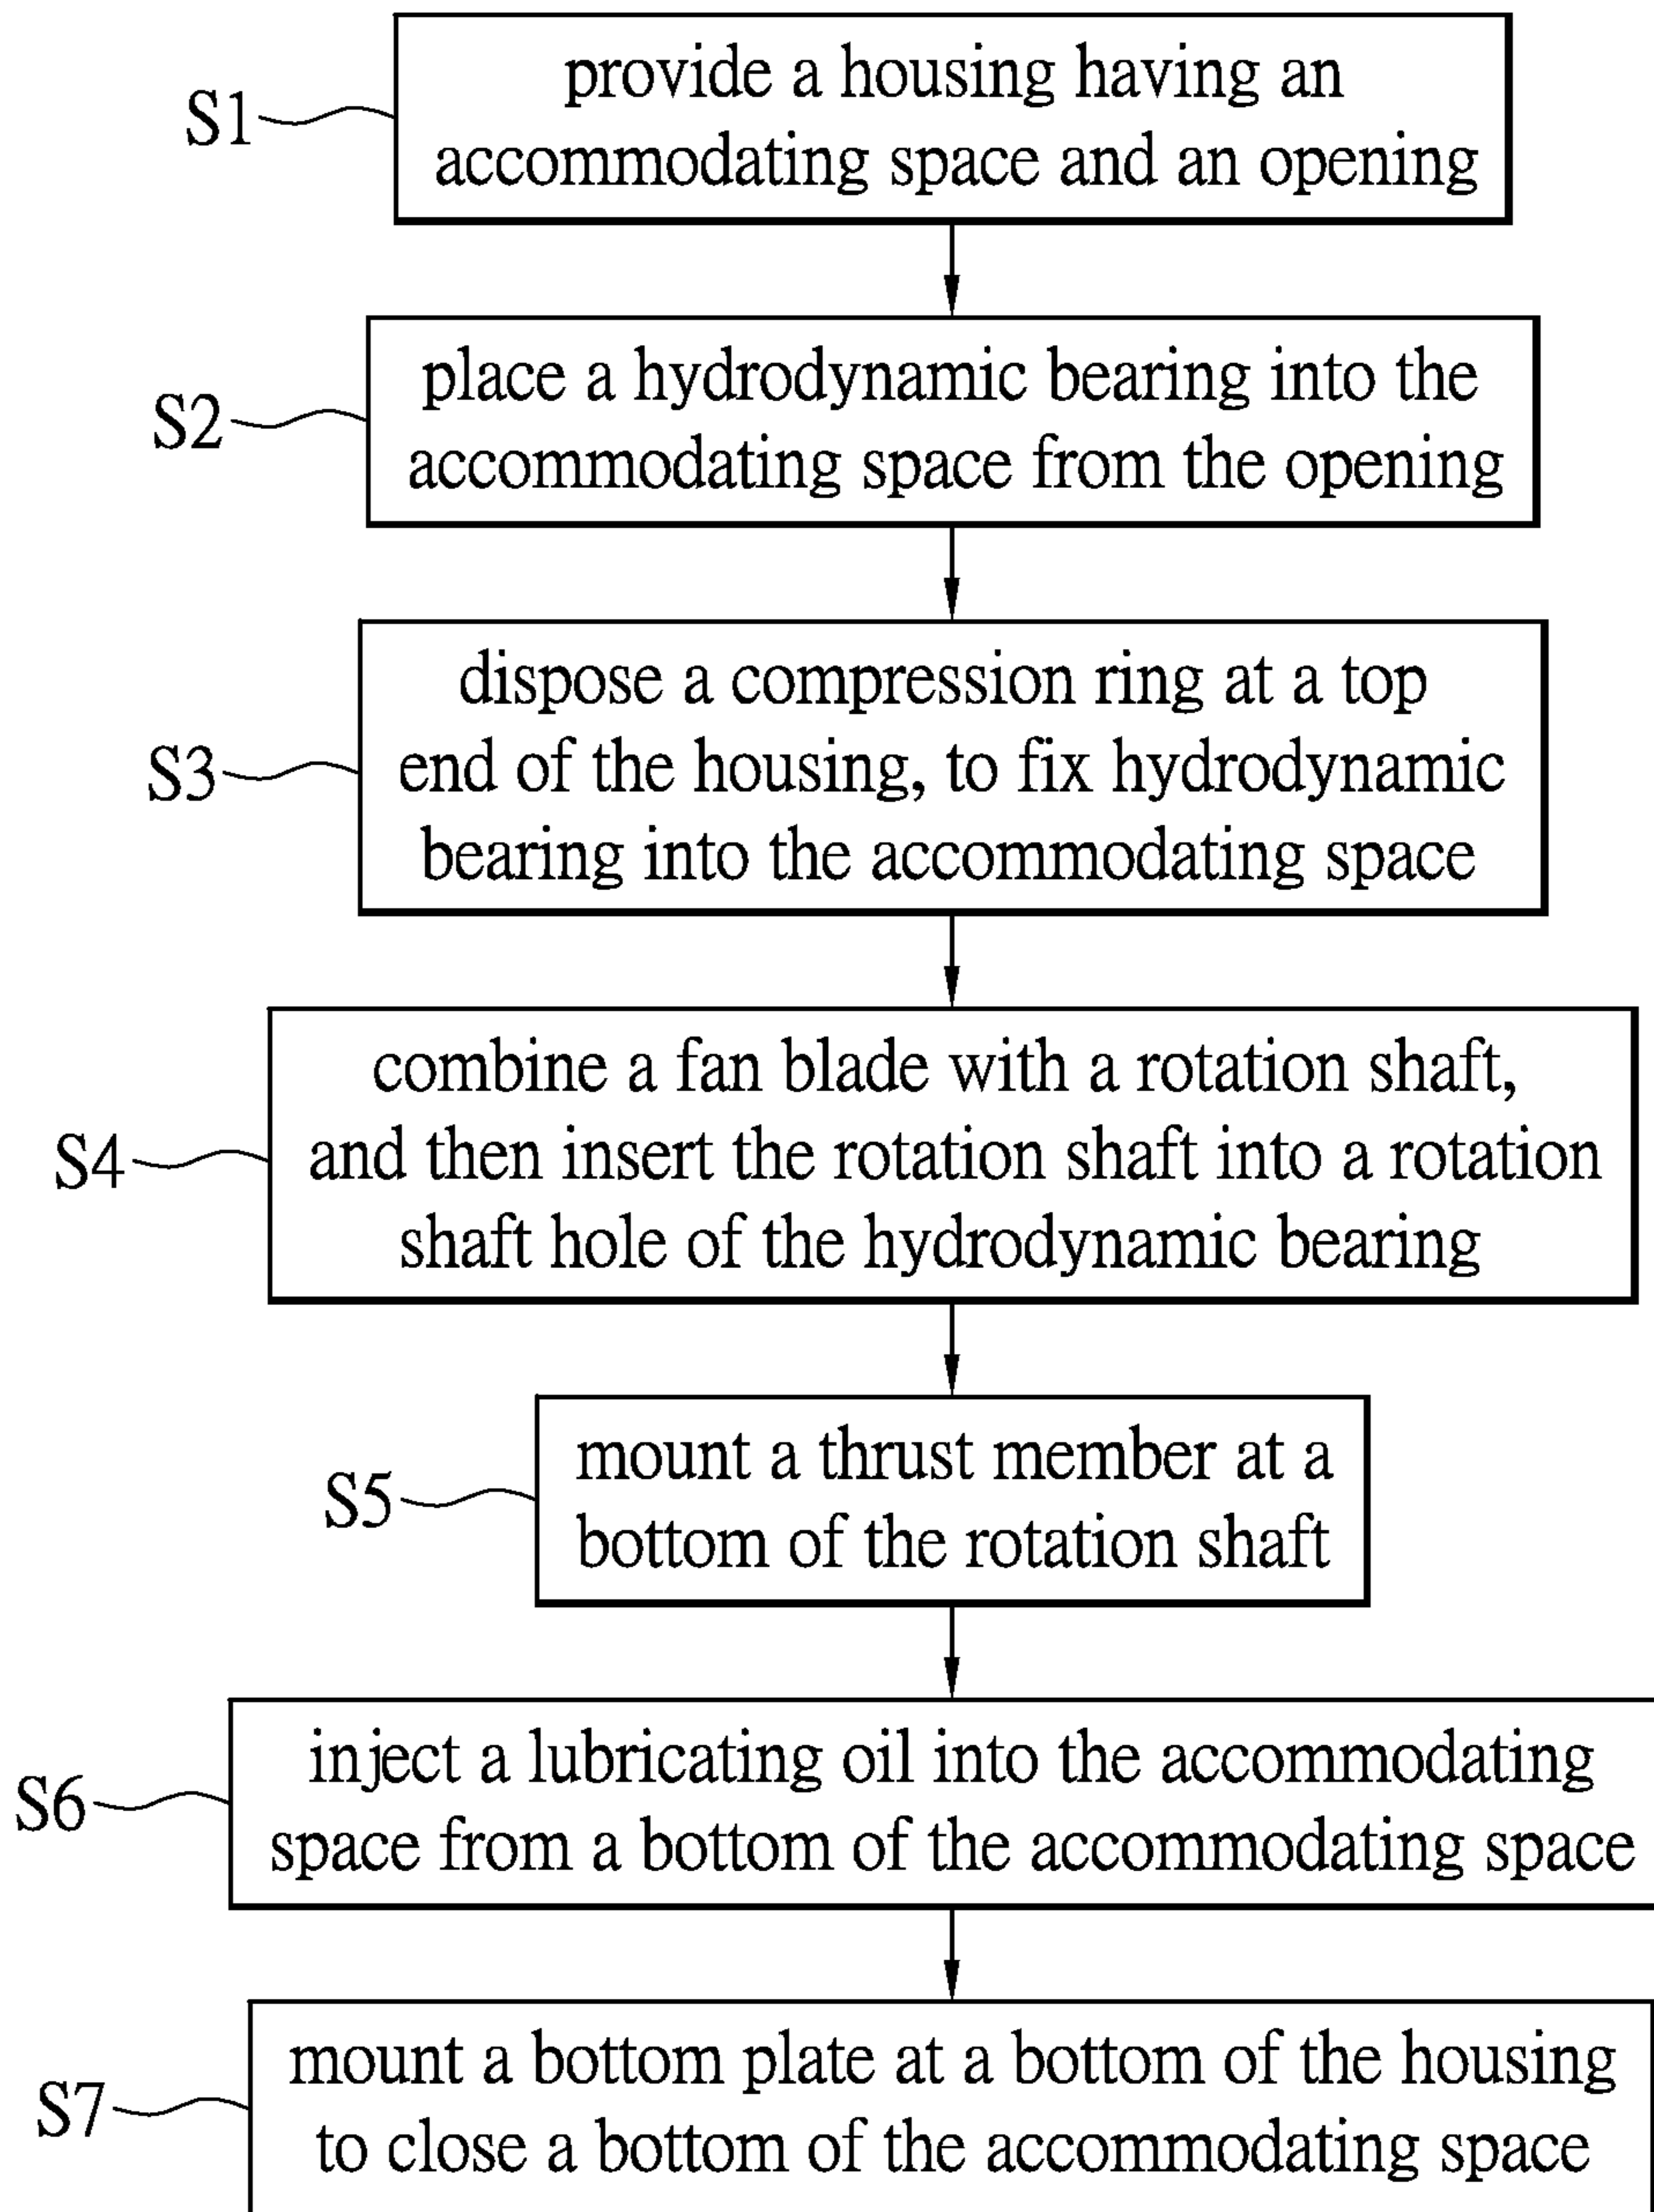 S1
provide a housing having an
accommodating space and an opening
S2
place a hydrodynamic bearing into the
accommodating space from the opening
S3
dispose a compression ring at a top
end of the housing, to fix hydrodynamic
bearing into the accommodating space
S4
combine a fan blade with a rotation shaft,
and then insert the rotation shaft into a rotation
shaft hole of the hydrodynamic bearing
S5
mount a thrust member at a
bottom of the rotation shaft
S6
inject a lubricating oil into the accommodating
space from a bottom of the accommodating space
S7
mount a bottom plate at a bottom of the housing
to close a bottom of the accommodating space